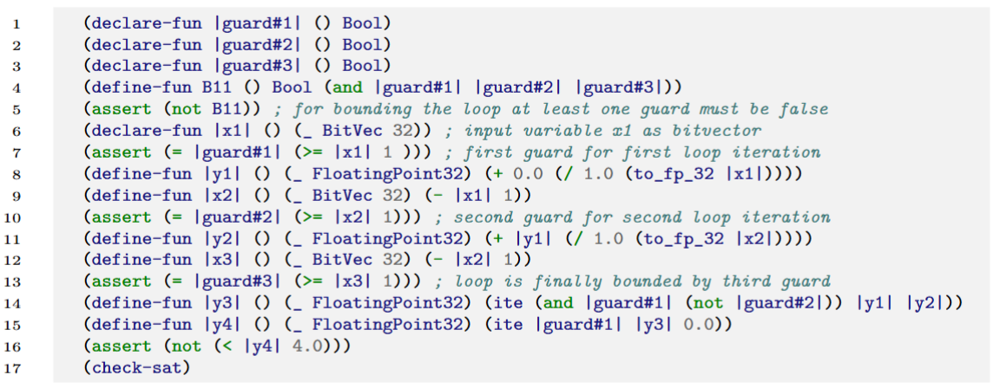 1 (declare-fun |guard#1| () Bool)
2 (declare-fun |guard#2| () Bool)
3 (declare-fun |guard#3| () Bool)
4 (define-fun B11 () Bool (and |guard#1| |guard#2| |guard#3|))
5 (assert (not B11)) ; for bounding the loop at least one guard must be false
6 (declare-fun |x1| () (_ BitVec 32)) ; input variable x1 as bitvector
7 (assert (= |guard#1| (>= |x1| 1 ))) ; first guard for first loop iteration
8 (define-fun |y1| () (_ FloatingPoint32) (+ 0.0 (/ 1.0 (to_fp_32 |x1|))))
9 (define-fun |x2| () (_ BitVec 32) (- |x1| 1))
10 (assert (= |guard#2| (>= |x2| 1))) ; second guard for second loop iteration
11 (define-fun |y2| () (_ FloatingPoint32) (+ |y1| (/ 1.0 (to_fp_32 |x2|))))
12 (define-fun |x3| () (_ BitVec 32) (- |x2| 1))
13 (assert (= |guard#3| (>= |x3| 1))) ; loop is finally bounded by third guard
14 (define-fun |y3| () (_ FloatingPoint32) (ite (and |guard#1| (not |guard#2|)) |y1| |y2|))
15 (define-fun |y4| () (_ FloatingPoint32) (ite |guard#1| |y3| 0.0))
16 (assert (not (< |y4| 4.0)))
17 (check-sat)